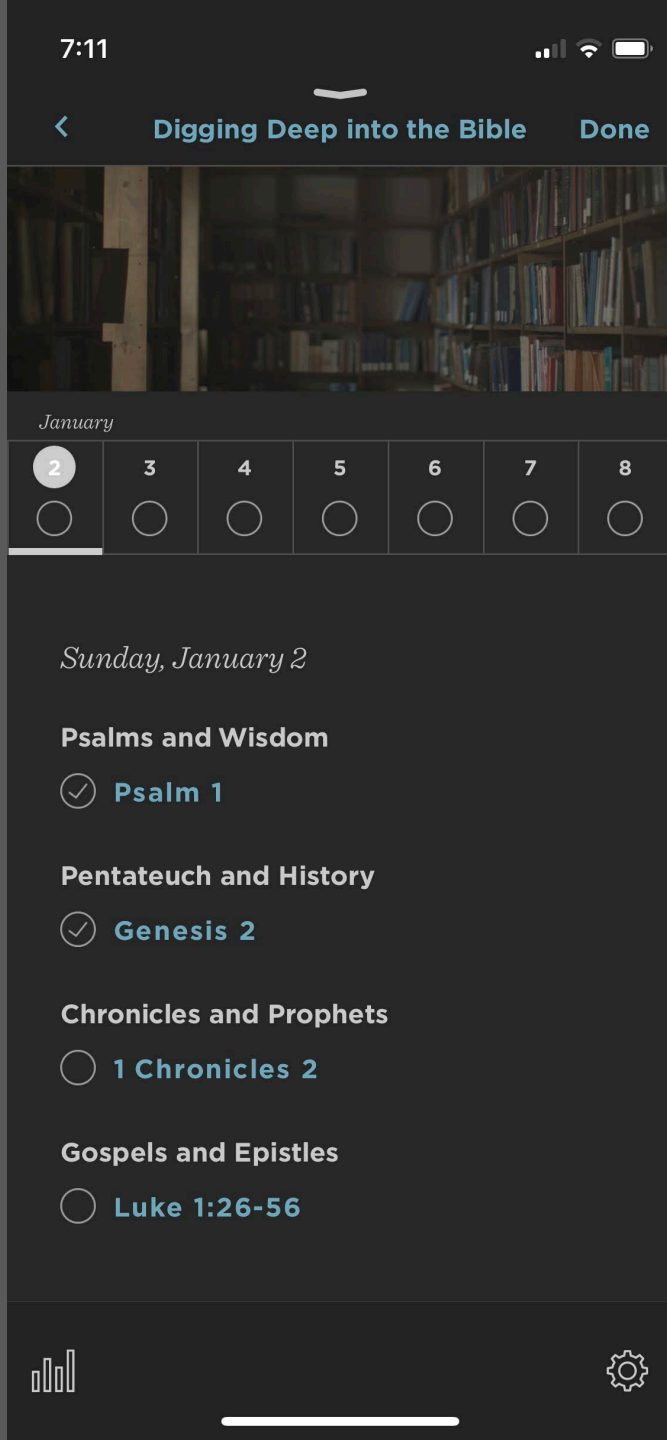 7:11
Digging Deep into the Bible Done
January
2 3 4 5 6 7 8
Sunday, January 2
Psalms and Wisdom
Psalm 1
Pentateuch and History
Genesis 2
Chronicles and Prophets
1 Chronicles 2
Gospels and Epistles
Luke 1:26-56